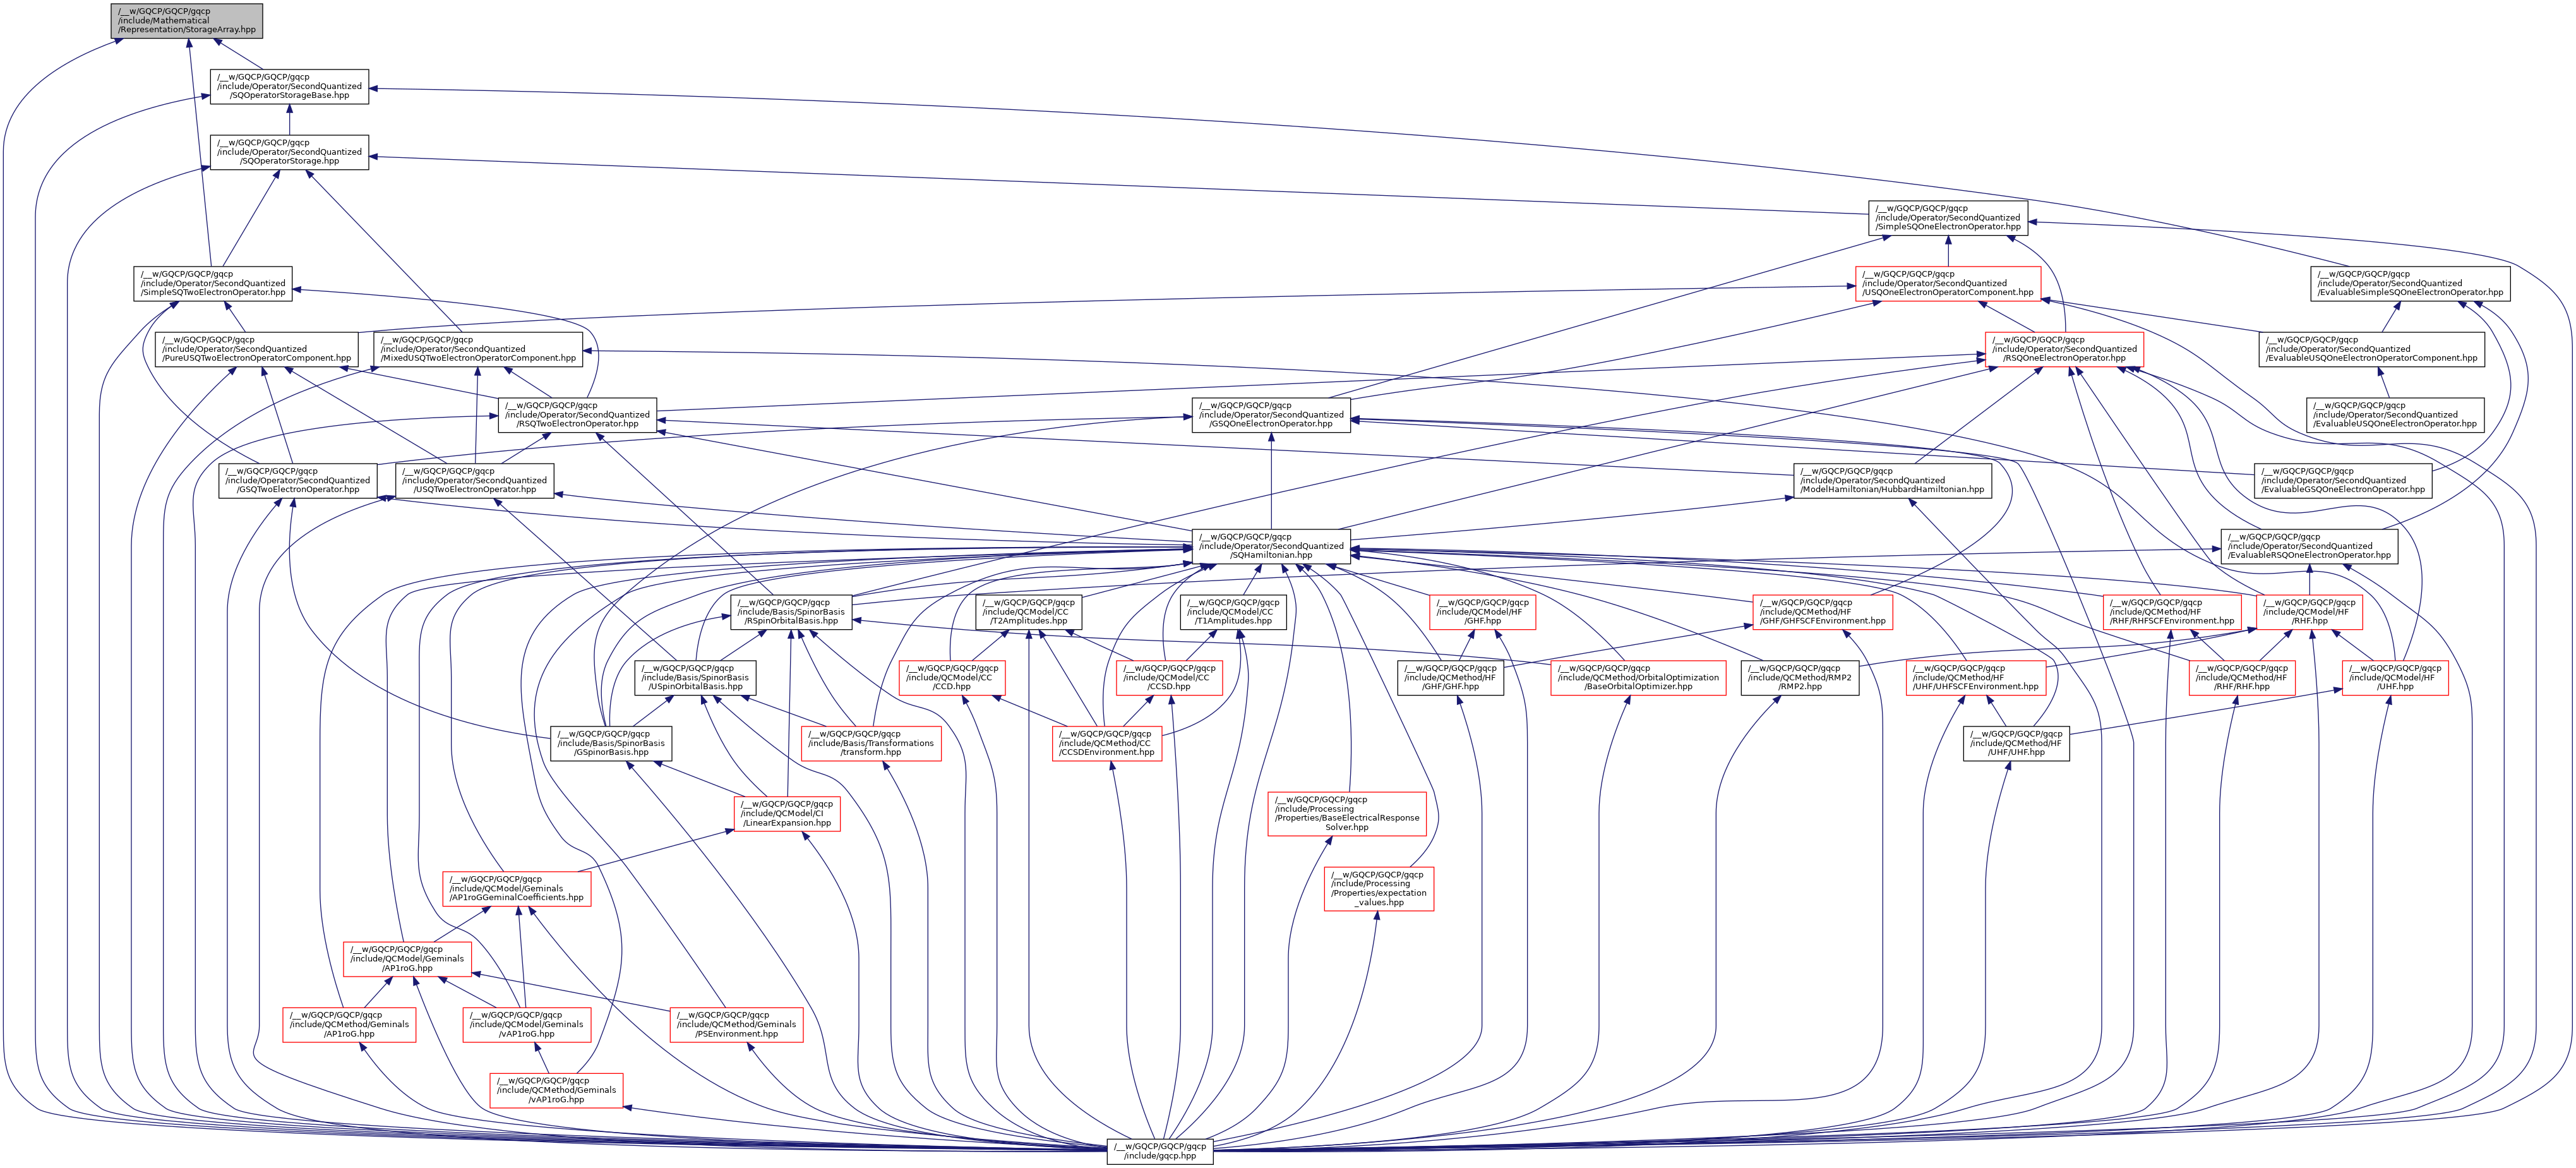 /__w/GQCP/GQCP/gqcp
/include/Mathematical
/Representation/StorageArray.hpp
/__w/GQCP/GQCP/gqcp
/include/Operator/SecondQuantized
/SQOperatorStorageBase.hpp
/__w/GQCP/GQCP/gqcp
/include/Operator/SecondQuantized
/SQOperatorStorage.hpp
/__w/GQCP/GQCP/gqcp
/include/Operator/SecondQuantized
/SimpleSQOneElectronOperator.hpp
/__w/GQCP/GQCP/gqcp
/include/Operator/SecondQuantized
/SimpleSQTwoElectronOperator.hpp
/__w/GQCP/GQCP/gqcp
/include/Operator/SecondQuantized
/USQOneElectronOperatorComponent.hpp
/__w/GQCP/GQCP/gqcp
/include/Operator/SecondQuantized
/EvaluableSimpleSQOneElectronOperator.hpp
/__w/GQCP/GQCP/gqcp
/include/Operator/SecondQuantized
/PureUSQTwoElectronOperatorComponent.hpp
/__w/GQCP/GQCP/gqcp
/include/Operator/SecondQuantized
/MixedUSQTwoElectronOperatorComponent.hpp
/__w/GQCP/GQCP/gqcp
/include/Operator/SecondQuantized
/RSQOneElectronOperator.hpp
/__w/GQCP/GQCP/gqcp
/include/Operator/SecondQuantized
/EvaluableUSQOneElectronOperatorComponent.hpp
/__w/GQCP/GQCP/gqcp
/include/Operator/SecondQuantized
/RSQTwoElectronOperator.hpp
/__w/GQCP/GQCP/gqcp
/include/Operator/SecondQuantized
/GSQOneElectronOperator.hpp
/__w/GQCP/GQCP/gqcp
/include/Operator/SecondQuantized
/EvaluableUSQOneElectronOperator.hpp
/__w/GQCP/GQCP/gqcp
/include/Operator/SecondQuantized
/GSQTwoElectronOperator.hpp
/__w/GQCP/GQCP/gqcp
/include/Operator/SecondQuantized
/USQTwoElectronOperator.hpp
/__w/GQCP/GQCP/gqcp
/include/Operator/SecondQuantized
/ModelHamiltonian/HubbardHamiltonian.hpp
/__w/GQCP/GQCP/gqcp
/include/Operator/SecondQuantized
/EvaluableGSQOneElectronOperator.hpp
/__w/GQCP/GQCP/gqcp
/include/Operator/SecondQuantized
/SQHamiltonian.hpp
/__w/GQCP/GQCP/gqcp
/include/Operator/SecondQuantized
/EvaluableRSQOneElectronOperator.hpp
/__w/GQCP/GQCP/gqcp
/include/Basis/SpinorBasis
/RSpinOrbitalBasis.hpp
/__w/GQCP/GQCP/gqcp
/include/QCModel/CC
/T2Amplitudes.hpp
/__w/GQCP/GQCP/gqcp
/include/QCModel/CC
/T1Amplitudes.hpp
/__w/GQCP/GQCP/gqcp
/include/QCModel/HF
/GHF.hpp
/__w/GQCP/GQCP/gqcp
/include/QCMethod/HF
/GHF/GHFSCFEnvironment.hpp
/__w/GQCP/GQCP/gqcp
/include/QCMethod/HF
/RHF/RHFSCFEnvironment.hpp
/__w/GQCP/GQCP/gqcp
/include/QCModel/HF
/RHF.hpp
/__w/GQCP/GQCP/gqcp
/include/Basis/SpinorBasis
/USpinOrbitalBasis.hpp
/__w/GQCP/GQCP/gqcp
/include/QCModel/CC
/CCD.hpp
/__w/GQCP/GQCP/gqcp
/include/QCModel/CC
/CCSD.hpp
/__w/GQCP/GQCP/gqcp
/include/QCMethod/HF
/GHF/GHF.hpp
/__w/GQCP/GQCP/gqcp
/include/QCMethod/OrbitalOptimization
/BaseOrbitalOptimizer.hpp
/__w/GQCP/GQCP/gqcp
/include/QCMethod/RMP2
/RMP2.hpp
/__w/GQCP/GQCP/gqcp
/include/QCMethod/HF
/UHF/UHFSCFEnvironment.hpp
/__w/GQCP/GQCP/gqcp
/include/QCMethod/HF
/RHF/RHF.hpp
/__w/GQCP/GQCP/gqcp
/include/QCModel/HF
/UHF.hpp
/__w/GQCP/GQCP/gqcp
/include/Basis/SpinorBasis
/GSpinorBasis.hpp
/__w/GQCP/GQCP/gqcp
/include/Basis/Transformations
/transform.hpp
/__w/GQCP/GQCP/gqcp
/include/QCMethod/CC
/CCSDEnvironment.hpp
/__w/GQCP/GQCP/gqcp
/include/QCMethod/HF
/UHF/UHF.hpp
/__w/GQCP/GQCP/gqcp
/include/QCModel/CI
/LinearExpansion.hpp
/__w/GQCP/GQCP/gqcp
/include/Processing
/Properties/BaseElectricalResponse
Solver.hpp
/__w/GQCP/GQCP/gqcp
/include/QCModel/Geminals
/AP1roGGeminalCoefficients.hpp
/__w/GQCP/GQCP/gqcp
/include/Processing
/Properties/expectation
_values.hpp
/__w/GQCP/GQCP/gqcp
/include/QCModel/Geminals
/AP1roG.hpp
/__w/GQCP/GQCP/gqcp
/include/QCMethod/Geminals
/AP1roG.hpp
/__w/GQCP/GQCP/gqcp
/include/QCModel/Geminals
/vAP1roG.hpp
/__w/GQCP/GQCP/gqcp
/include/QCMethod/Geminals
/PSEnvironment.hpp
/__w/GQCP/GQCP/gqcp
/include/QCMethod/Geminals
/vAP1roG.hpp
/__w/GQCP/GQCP/gqcp
/include/gqcp.hpp